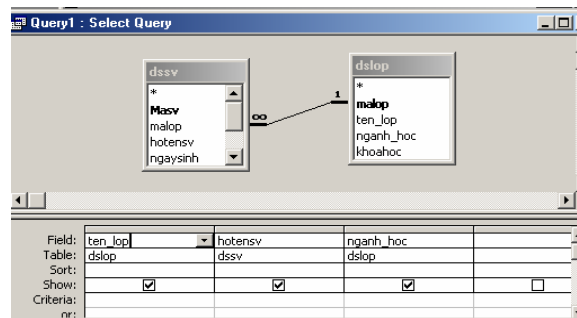 Query1 : Select Query
dssv
*
Masv
malop
hotensv
ngaysinh
∞
1
dslop
*
malop
ten_lop
nganh_hoc
khoahoc
Field: ten_lop hotensv nganh_hoc
Table: dslop dssv dslop
Sort:
Show:
Criteria:
or: